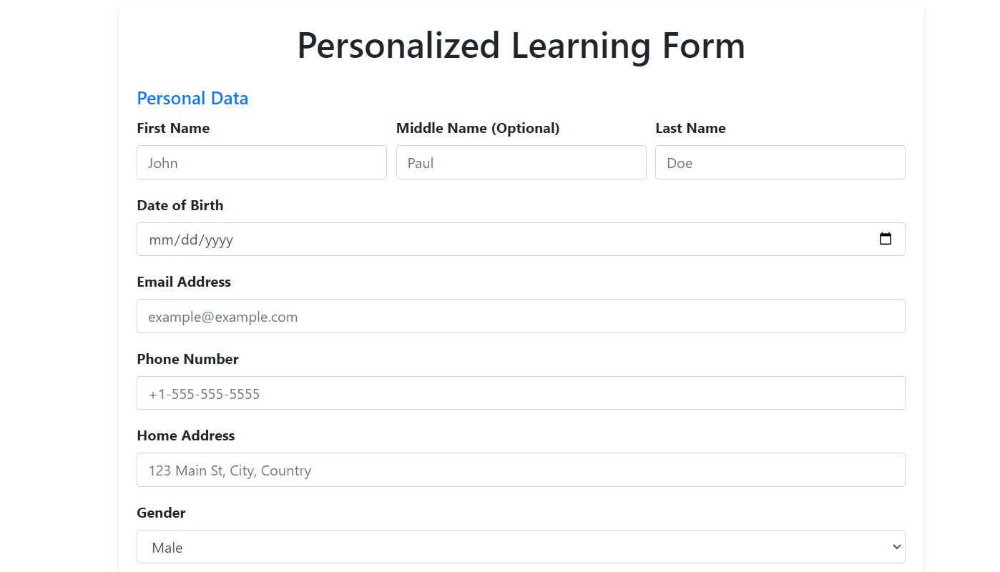 Personalized Learning Form
Personal Data
First Name Middle Name (Optional) Last Name
John Paul Doe
Date of Birth
mm/dd/yyyy
Email Address
example@example.com
Phone Number
+1-555-555-5555
Home Address
123 Main St, City, Country
Gender
Male